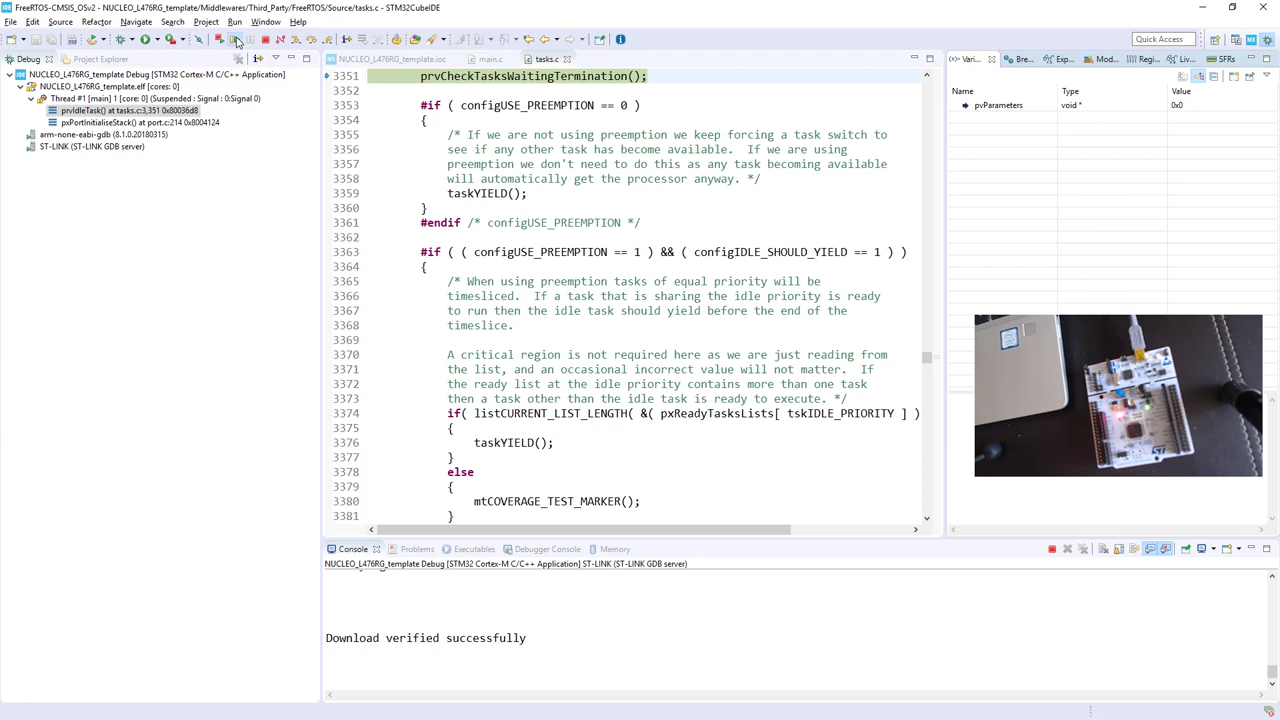 FreeRTOS-CMSIS_OSv2 - NUCLEO_L476RG_template/Middlewares/Third_Party/FreeRTOS/Source/tasks.c - STM32CubeIDE
File Edit Source Refactor Navigate Search Project Run Window Help
Quick Access
Debug Project Explorer
NUCLEO_L476RG_template Debug [STM32 Cortex-M C/C++ Application]
NUCLEO_L476RG_template.elf [cores: 0]
Thread #1 [main] 1 [core: 0] (Suspended : Signal : 0:Signal 0)
prvIdleTask() at tasks.c:3,351 0x80036d8
pxPortInitialiseStack() at port.c:214 0x8004124
arm-none-eabi-gdb (8.1.0.20180315)
ST-LINK (ST-LINK GDB server)
NUCLEO_L476RG_template.ioc main.c tasks.c
3351 prvCheckTasksWaitingTermination();
3352
3353 #if ( configUSE_PREEMPTION == 0 )
3354 {
3355 /* If we are not using preemption we keep forcing a task switch to
3356 see if any other task has become available. If we are using
3357 preemption we don't need to do this as any task becoming available
3358 will automatically get the processor anyway. */
3359 taskYIELD();
3360 }
3361 #endif /* configUSE_PREEMPTION */
3362
3363 #if ( ( configUSE_PREEMPTION == 1 ) && ( configIDLE_SHOULD_YIELD == 1 ) )
3364 {
3365 /* When using preemption tasks of equal priority will be
3366 timesliced. If a task that is sharing the idle priority is ready
3367 to run then the idle task should yield before the end of the
3368 timeslice.
3369
3370 A critical region is not required here as we are just reading from
3371 the list, and an occasional incorrect value will not matter. If
3372 the ready list at the idle priority contains more than one task
3373 then a task other than the idle task is ready to execute. */
3374 if( listCURRENT_LIST_LENGTH( &( pxReadyTasksLists[ tskIDLE_PRIORITY ] )
3375 {
3376 taskYIELD();
3377 }
3378 else
3379 {
3380 mtCOVERAGE_TEST_MARKER();
3381 }
Vari... Bre... Exp... Mod... Regi... SFRs
Name Type Value
pvParameters void * 0x0
Console Problems Executables Debugger Console Memory
NUCLEO_L476RG_template Debug [STM32 Cortex-M C/C++ Application] ST-LINK (ST-LINK GDB server)
Download verified successfully